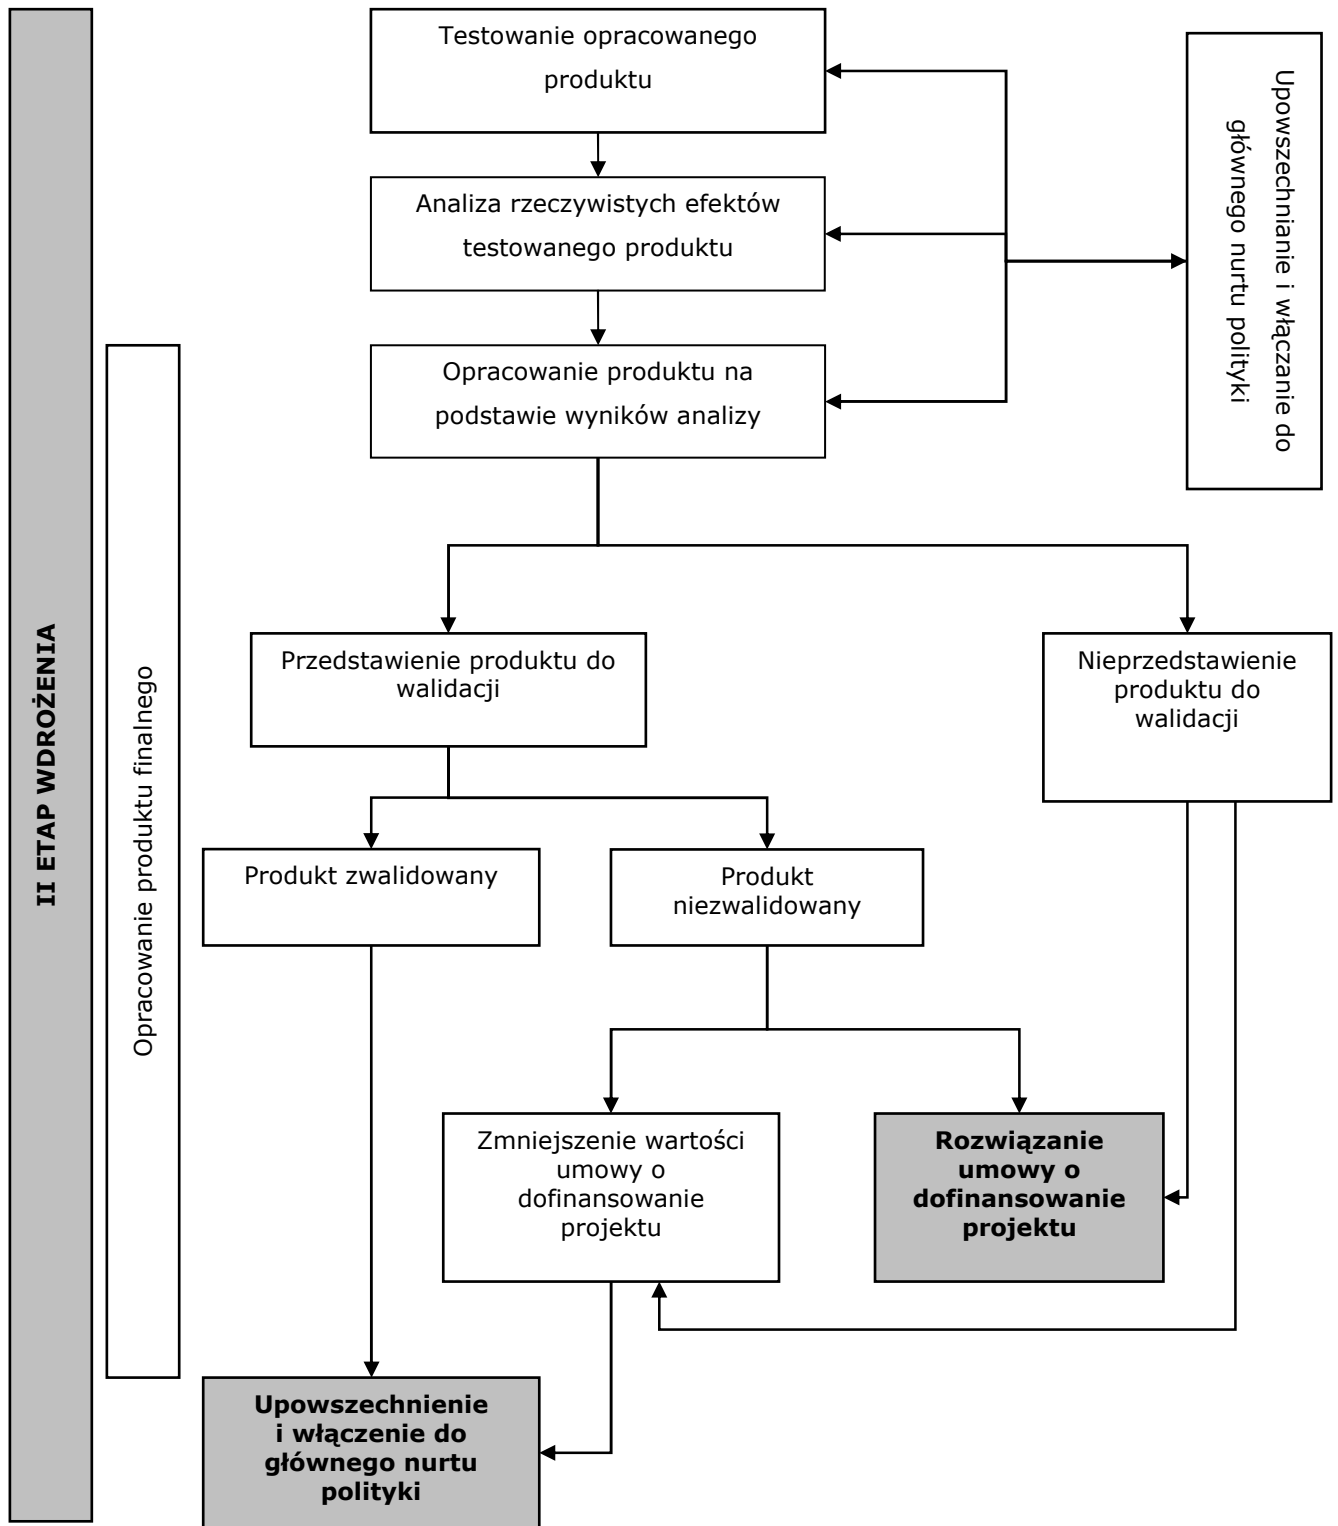 Testowanie opracowanego
produktu
Upowszechnianie i włączanie do
głównego nurtu polityki
Analiza rzeczywistych efektów
testowanego produktu
Opracowanie produktu na
podstawie wyników analizy
II ETAP WDROŻENIA
Opracowanie produktu finalnego
Przedstawienie produktu do
walidacji
Nieprzedstawienie
produktu do
walidacji
Produkt zwalidowany
Produkt
niezwalidowany
Zmniejszenie wartości
umowy o
dofinansowanie
projektu
Rozwiązanie
umowy o
dofinansowanie
projektu
Upowszechnienie
i włączenie do
głównego nurtu
polityki